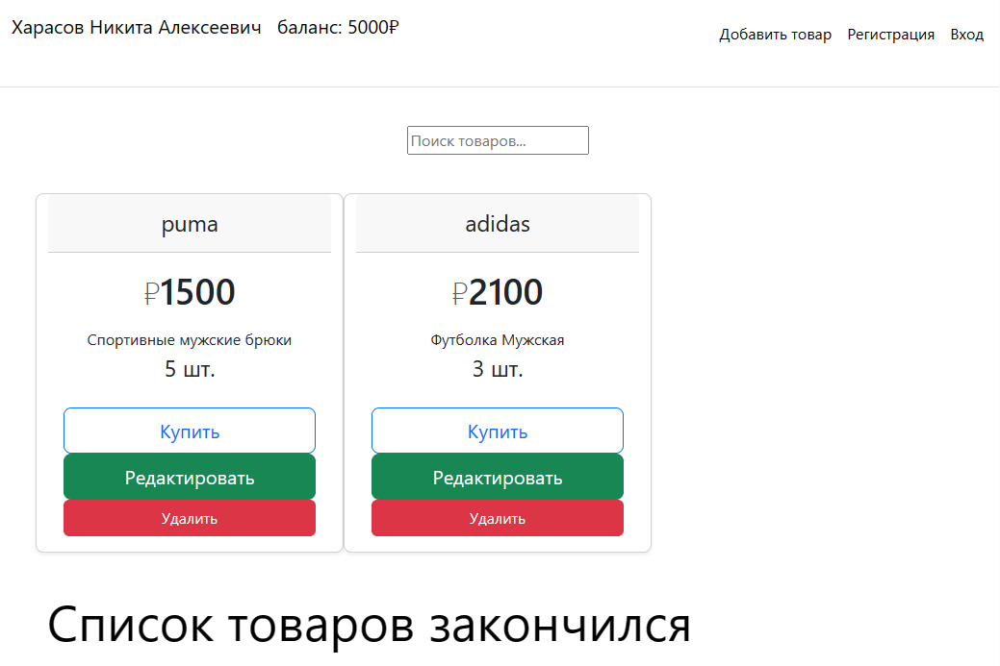 Харасов Никита Алексеевич баланс: 5000₽
Добавить товар Регистрация Вход
Поиск товаров...
puma
₽1500
Спортивные мужские брюки
5 шт.
Купить
Редактировать
Удалить
adidas
₽2100
Футболка Мужская
3 шт.
Купить
Редактировать
Удалить
Список товаров закончился